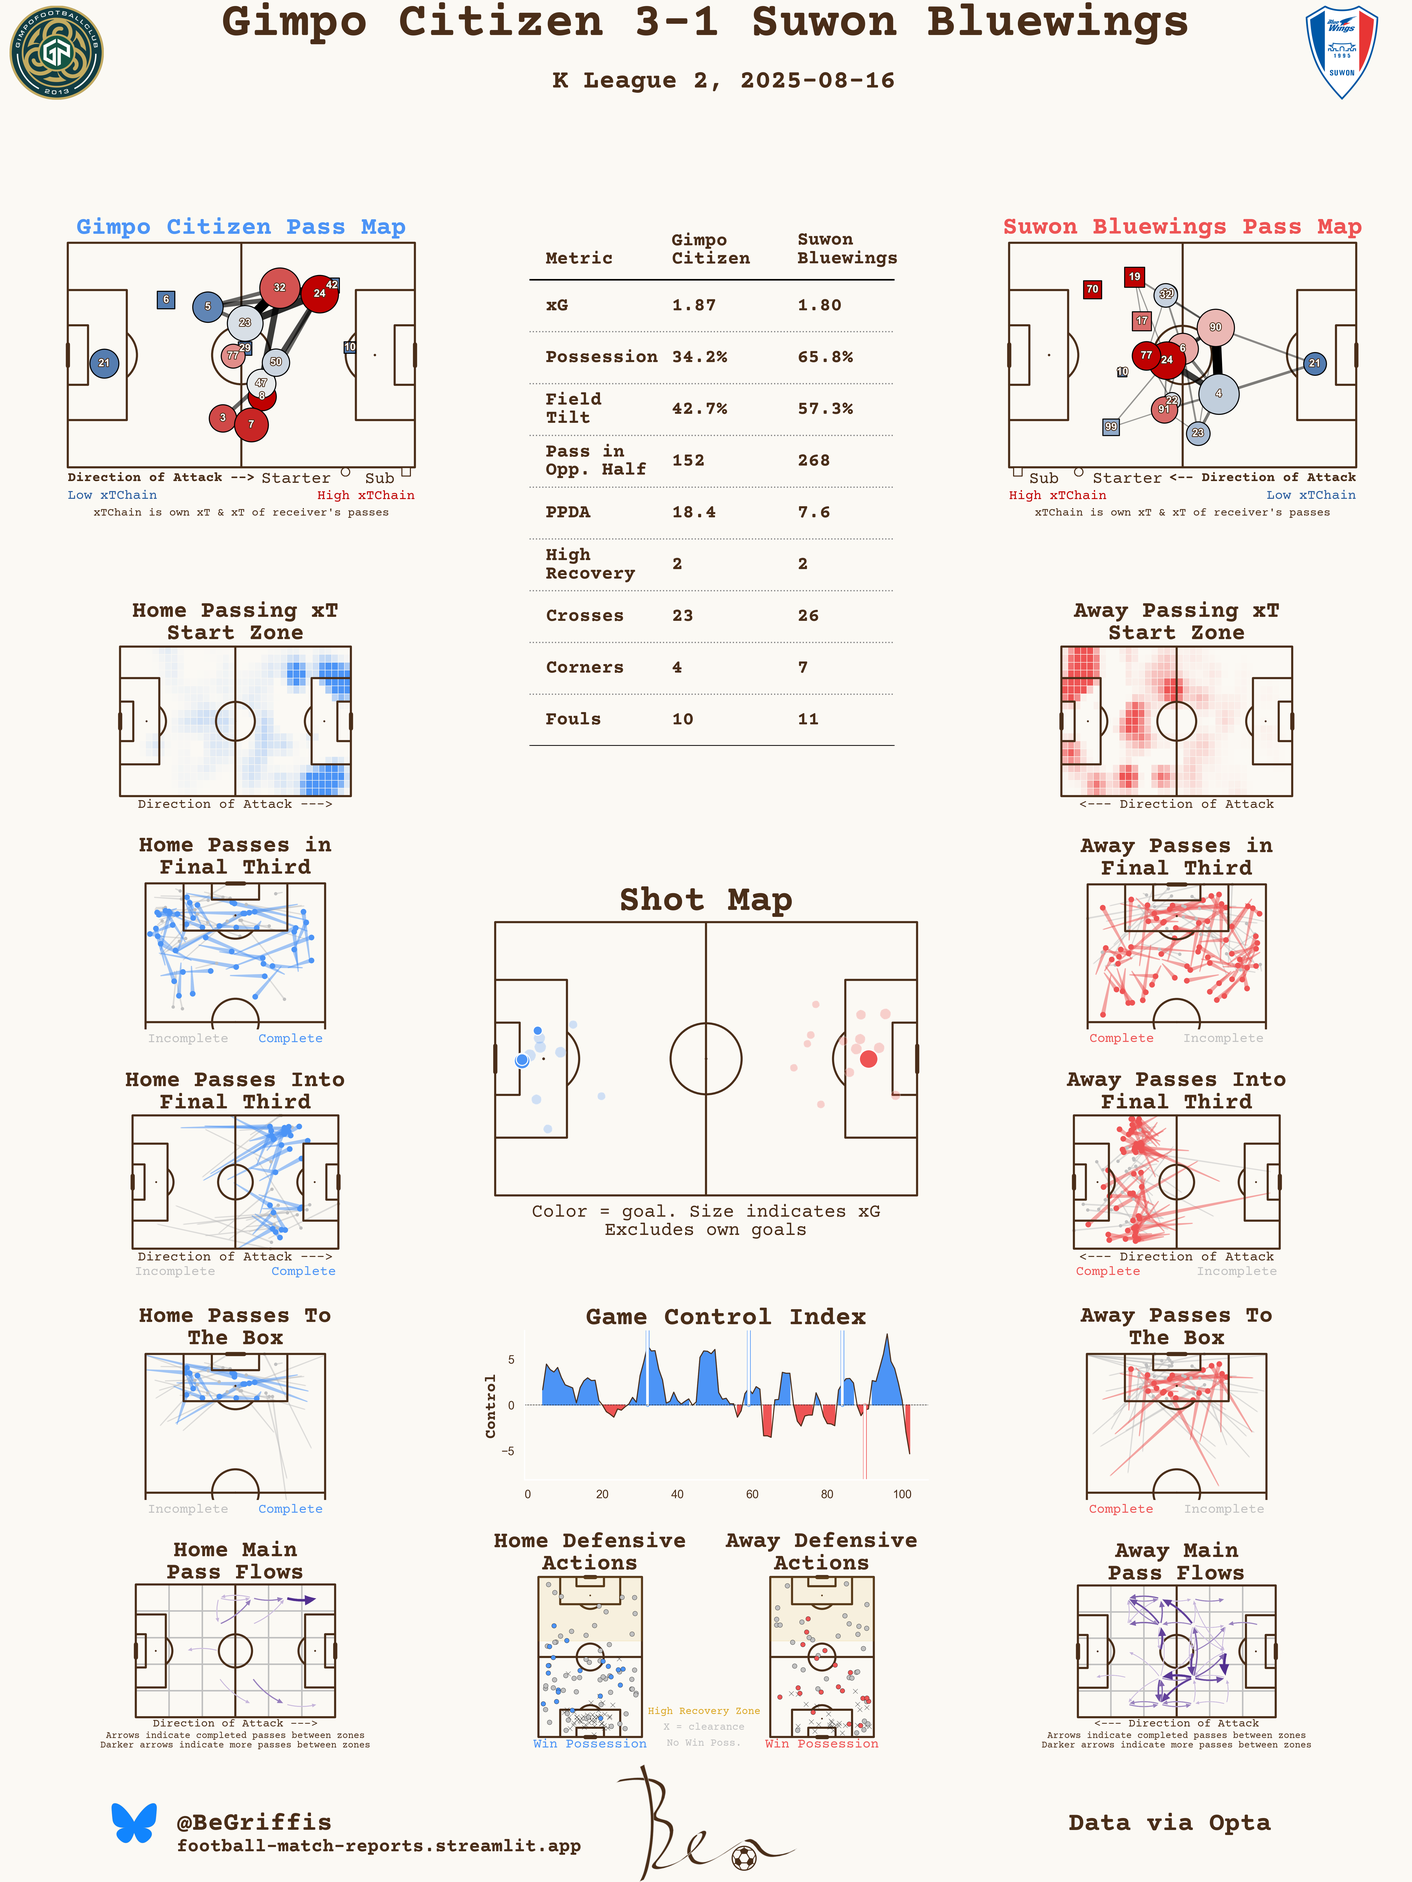 Gimpo Citizen 3-1 Suwon Bluewings
K League 2, 2025-08-16
GIMPOFOOTBALLCLUB
2013
Blue Wings
1995
SUWON
Gimpo Citizen Pass Map
6
5
32
24
42
23
29
77
50
10
21
47
8
3
7
Direction of Attack --> Starter Sub
Low xTChain High xTChain
xTChain is own xT & xT of receiver's passes
Metric Gimpo Citizen Suwon Bluewings
xG 1.87 1.80
Possession 34.2% 65.8%
Field Tilt 42.7% 57.3%
Pass in Opp. Half 152 268
PPDA 18.4 7.6
High Recovery 2 2
Crosses 23 26
Corners 4 7
Fouls 10 11
Suwon Bluewings Pass Map
70
19
32
17
90
6
77
24
10
21
4
22
91
99
23
Sub Starter <-- Direction of Attack
High xTChain Low xTChain
xTChain is own xT & xT of receiver's passes
Home Passing xT
Start Zone
Direction of Attack --->
Away Passing xT
Start Zone
<--- Direction of Attack
Home Passes in
Final Third
Incomplete Complete
Away Passes in
Final Third
Complete Incomplete
Shot Map
Color = goal. Size indicates xG
Excludes own goals
Home Passes Into
Final Third
Direction of Attack --->
Incomplete Complete
Away Passes Into
Final Third
<--- Direction of Attack
Complete Incomplete
Home Passes To
The Box
Incomplete Complete
Game Control Index
Control
5
0
−5
0 20 40 60 80 100
Away Passes To
The Box
Complete Incomplete
Home Main
Pass Flows
Direction of Attack --->
Arrows indicate completed passes between zones
Darker arrows indicate more passes between zones
Home Defensive
Actions
Win Possession
High Recovery Zone
X = clearance
No Win Poss.
Away Defensive
Actions
Win Possession
Away Main
Pass Flows
<--- Direction of Attack
Arrows indicate completed passes between zones
Darker arrows indicate more passes between zones
@BeGriffis
football-match-reports.streamlit.app
Ben
Data via Opta